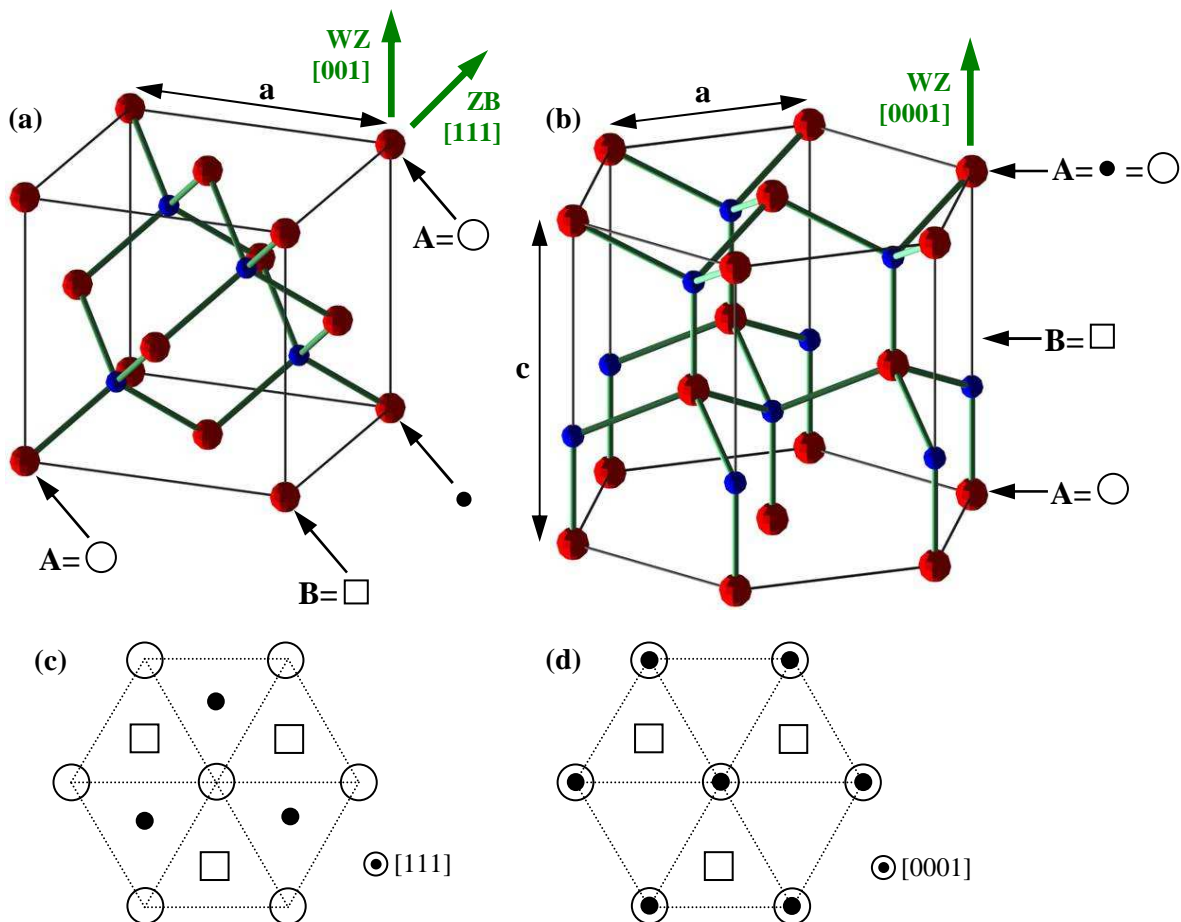 (a)
WZ
[001]
a
ZB
[111]
A=○
A=○
B=□
●
(b)
WZ
[0001]
a
c
A=●=○
B=□
A=○
(c)
[111]
(d)
[0001]